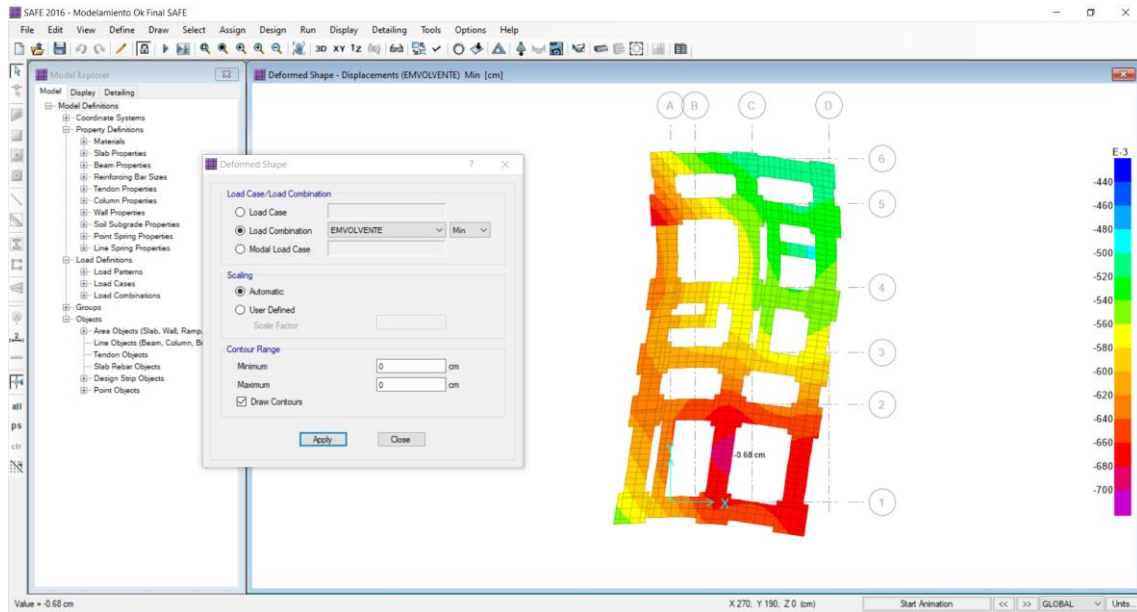 SAFE 2016 - Modelamiento Ok Final SAFE
File Edit View Define Draw Select Assign Design Run Display Detailing Tools Options Help
3D XY
Model Explorer
Model Display Detailing
Model Definitions
Coordinate Systems
Property Definitions
Materials
Slab Properties
Beam Properties
Reinforcing Bar Sizes
Tendon Properties
Column Properties
Wall Properties
Soil Subgrade Properties
Point Spring Properties
Line Spring Properties
Load Definitions
Load Patterns
Load Cases
Load Combinations
Groups
Objects
Area Objects (Slab, Wall, Ramp,
Line Objects (Beam, Column, B
Tendon Objects
Slab Rebar Objects
Design Strip Objects
Point Objects
all
ps
clr
Deformed Shape
?
Load Case/Load Combination
Load Case
Load Combination EMVOLVENTE Min
Modal Load Case
Scaling
Automatic
User Defined
Scale Factor
Contour Range
Minimum 0 cm
Maximum 0 cm
Draw Contours
Apply Close
Deformed Shape - Displacements (EMVOLVENTE) Min [cm]
A B C D
6
5
4
3
2
1
-0.68 cm
X
E-3
-440
-460
-480
-500
-520
-540
-560
-580
-600
-620
-640
-660
-680
-700
Value = -0.68 cm
X 270, Y 190, Z 0 (cm)
Start Animation << >> GLOBAL Units...